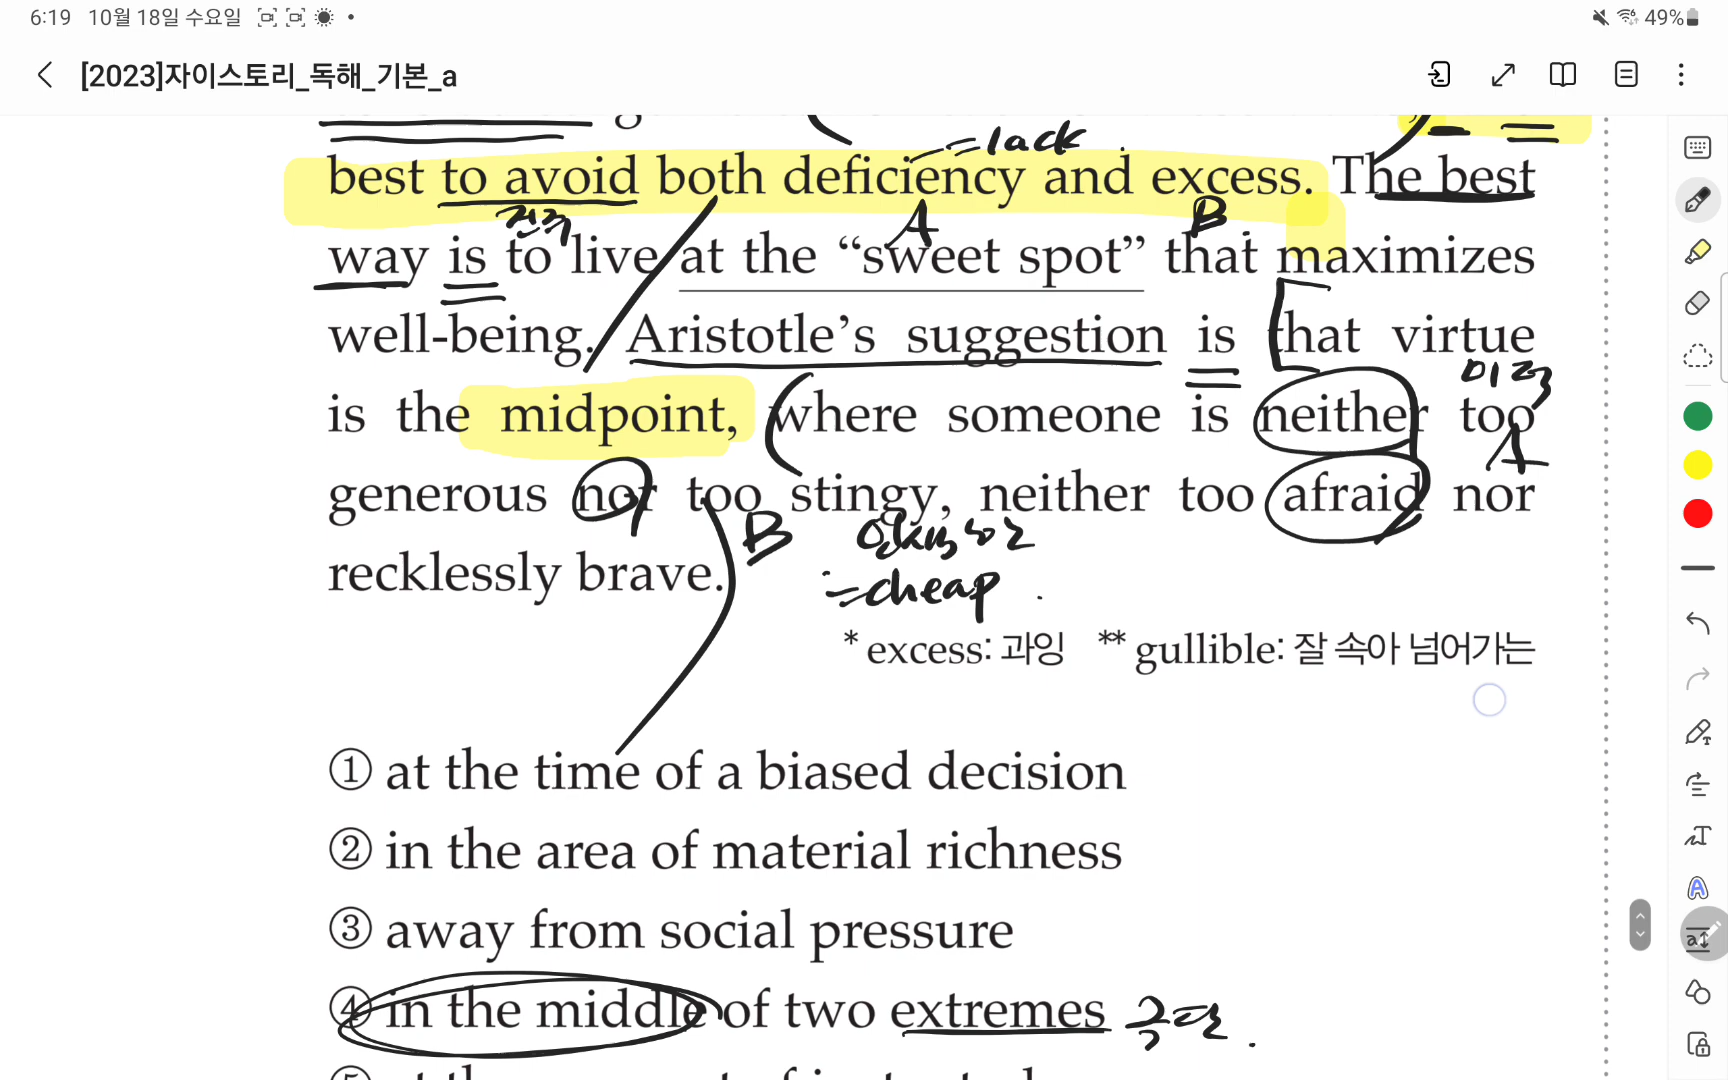 6:19 10월 18일 수요일
49%
[2023]자이스토리_독해_기본_a
= lack
best to avoid both deficiency and excess. The best
A B
way is to live at the “sweet spot” that maximizes
well-being. Aristotle’s suggestion is that virtue
is the midpoint, where someone is neither too
A
generous nor too stingy, neither too afraid nor
B
recklessly brave.
= cheap
* excess: 과잉 ** gullible: 잘 속아 넘어가는
① at the time of a biased decision
② in the area of material richness
③ away from social pressure
④ in the middle of two extremes